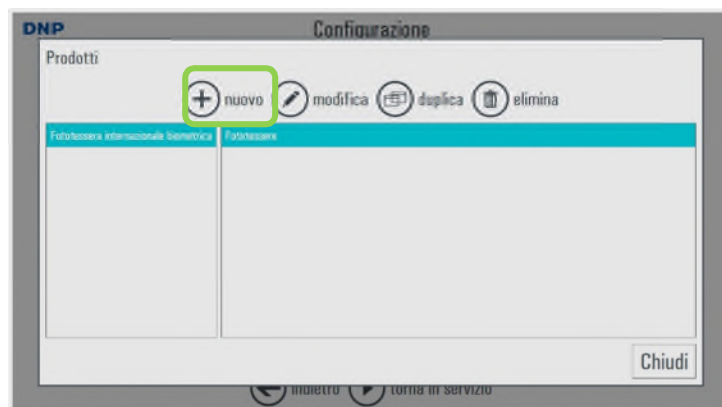 DNP Configurazione
Prodotti
nuovo modifica duplica elimina
Fototessera internazionale biometrica Fototessere
Chiudi
indietro torna in servizio